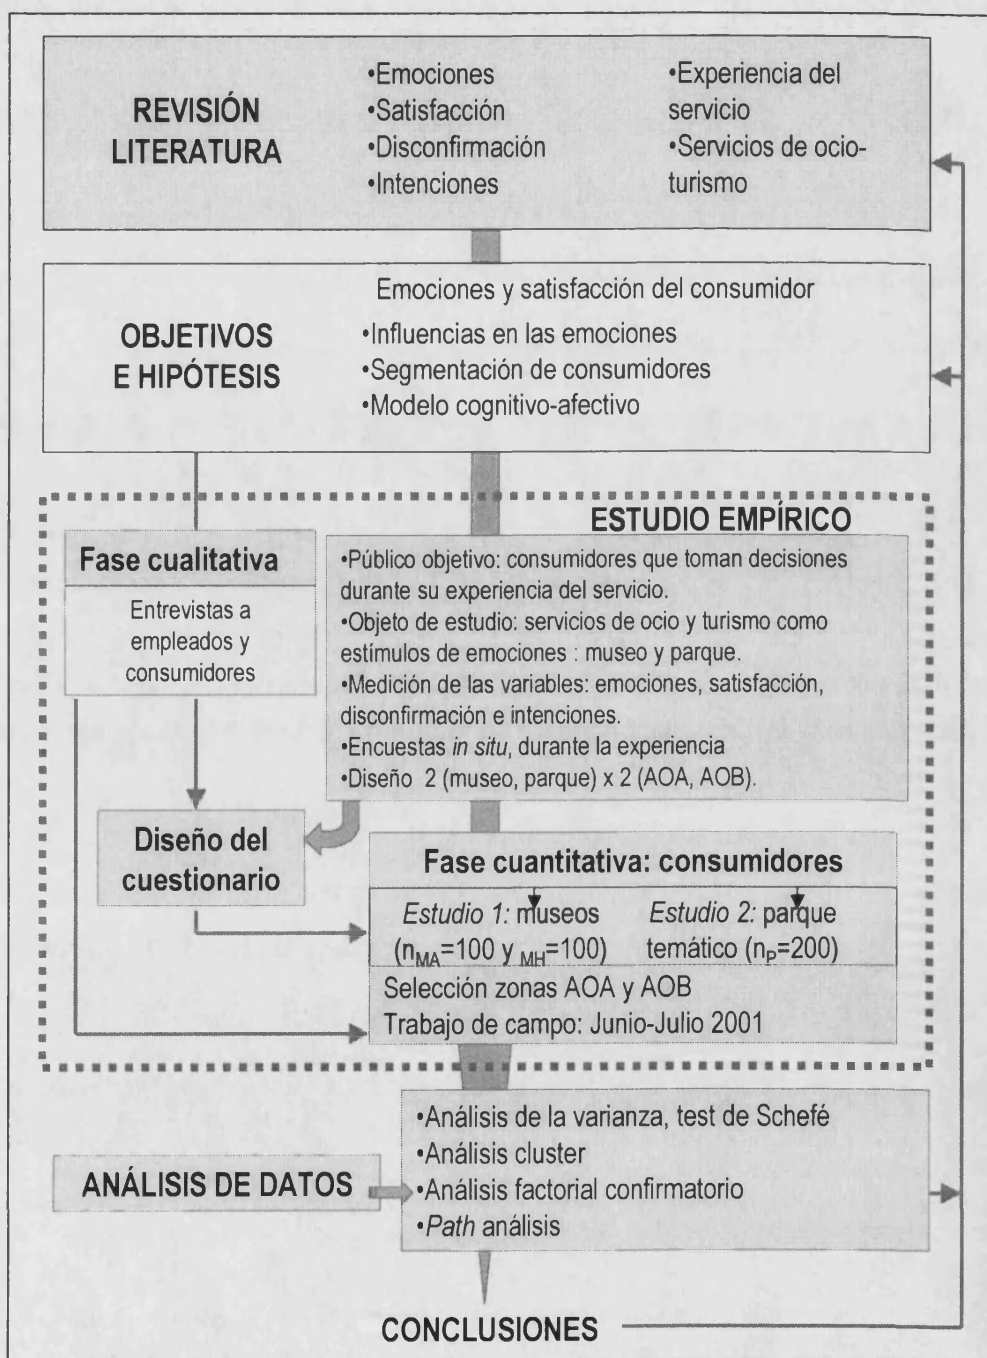 REVISIÓN
LITERATURA
•Emociones
•Satisfacción
•Disconfirmación
•Intenciones
•Experiencia del
servicio
•Servicios de ocio-
turismo
OBJETIVOS
E HIPÓTESIS
Emociones y satisfacción del consumidor
•Influencias en las emociones
•Segmentación de consumidores
•Modelo cognitivo-afectivo
ESTUDIO EMPÍRICO
Fase cualitativa
Entrevistas a
empleados y
consumidores
•Público objetivo: consumidores que toman decisiones
durante su experiencia del servicio.
•Objeto de estudio: servicios de ocio y turismo como
estímulos de emociones : museo y parque.
•Medición de las variables: emociones, satisfacción,
disconfirmación e intenciones.
•Encuestas in situ, durante la experiencia
•Diseño 2 (museo, parque) x 2 (AOA, AOB).
Diseño del
cuestionario
Fase cuantitativa: consumidores
Estudio 1: museos
(nMA=100 y MH=100)
Estudio 2: parque
temático (nP=200)
Selección zonas AOA y AOB
Trabajo de campo: Junio-Julio 2001
ANÁLISIS DE DATOS
•Análisis de la varianza, test de Schefé
•Análisis cluster
•Análisis factorial confirmatorio
•Path análisis
CONCLUSIONES